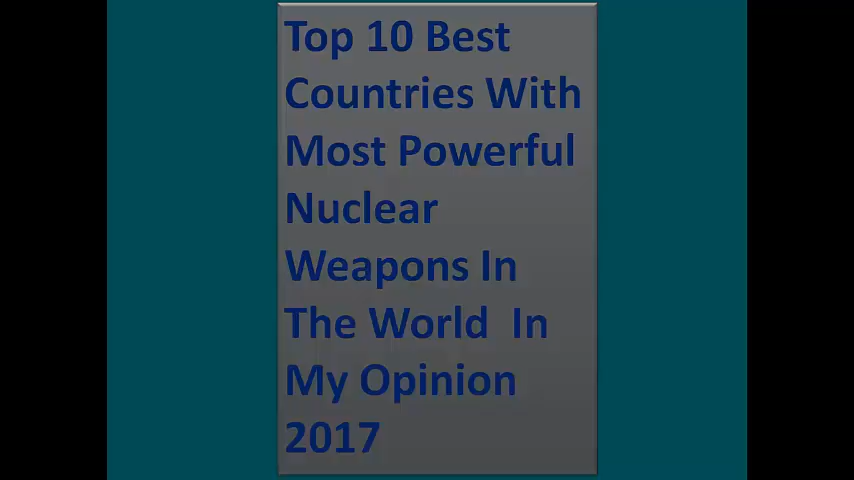 Top 10 Best
Countries With
Most Powerful
Nuclear
Weapons In
The World  In
My Opinion
2017